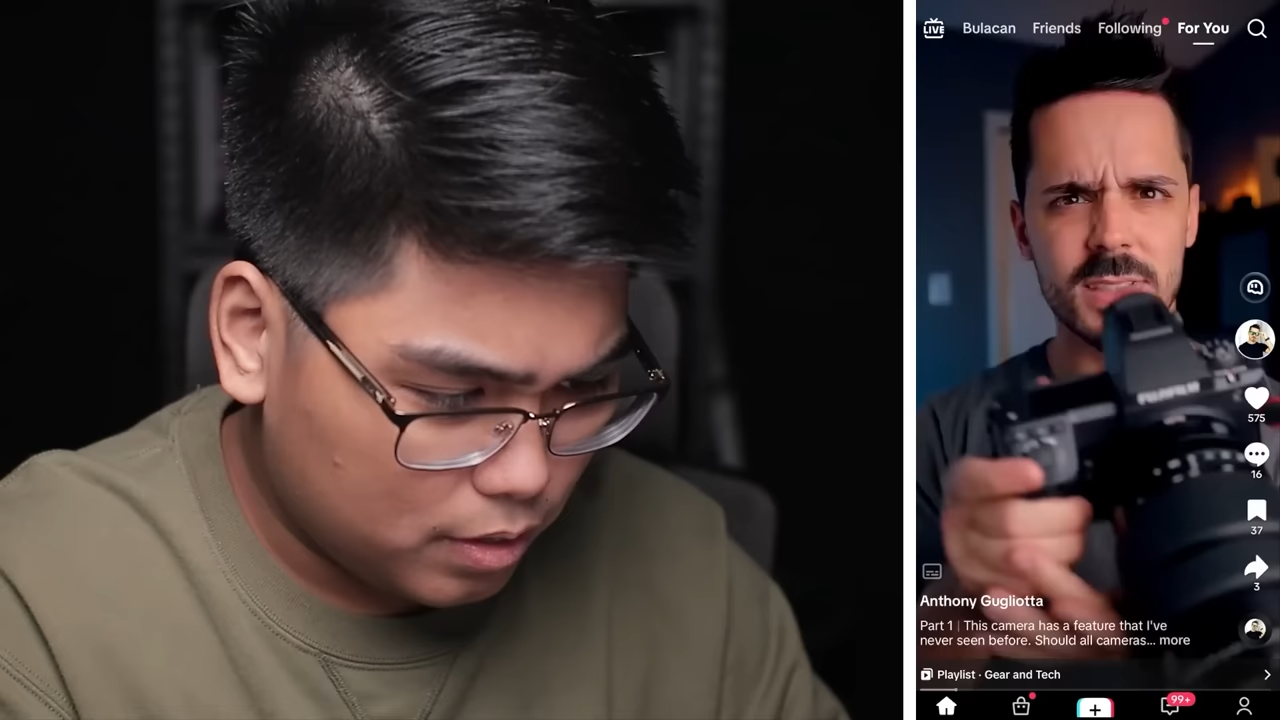 LIVE Bulacan Friends Following For You
FUJIFILM
575
16
37
3
Anthony Gugliotta
Part 1 | This camera has a feature that I've
never seen before. Should all cameras... more
Playlist · Gear and Tech
99+